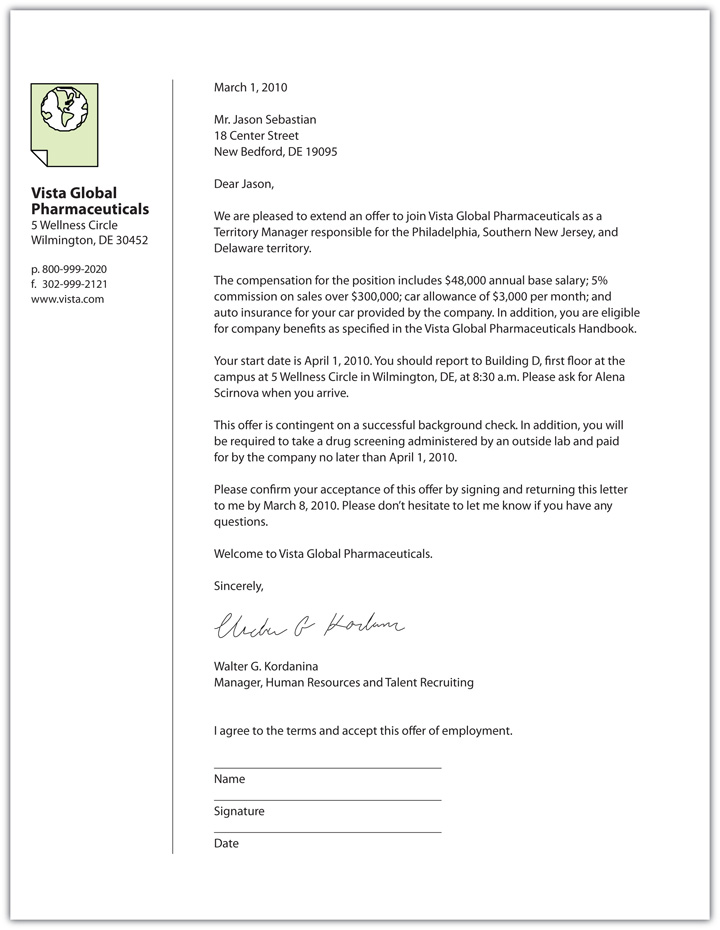 Vista Global
Pharmaceuticals
5 Wellness Circle
Wilmington, DE 30452
p. 800-999-2020
f. 302-999-2121
www.vista.com
March 1, 2010
Mr. Jason Sebastian
18 Center Street
New Bedford, DE 19095
Dear Jason,
We are pleased to extend an offer to join Vista Global Pharmaceuticals as a
Territory Manager responsible for the Philadelphia, Southern New Jersey, and
Delaware territory.
The compensation for the position includes $48,000 annual base salary; 5%
commission on sales over $300,000; car allowance of $3,000 per month; and
auto insurance for your car provided by the company. In addition, you are eligible
for company benefits as specified in the Vista Global Pharmaceuticals Handbook.
Your start date is April 1, 2010. You should report to Building D, first floor at the
campus at 5 Wellness Circle in Wilmington, DE, at 8:30 a.m. Please ask for Alena
Scirnova when you arrive.
This offer is contingent on a successful background check. In addition, you will
be required to take a drug screening administered by an outside lab and paid
for by the company no later than April 1, 2010.
Please confirm your acceptance of this offer by signing and returning this letter
to me by March 8, 2010. Please don't hesitate to let me know if you have any
questions.
Welcome to Vista Global Pharmaceuticals.
Sincerely,
Walter G. Kordanina
Manager, Human Resources and Talent Recruiting
I agree to the terms and accept this offer of employment.
Name
Signature
Date